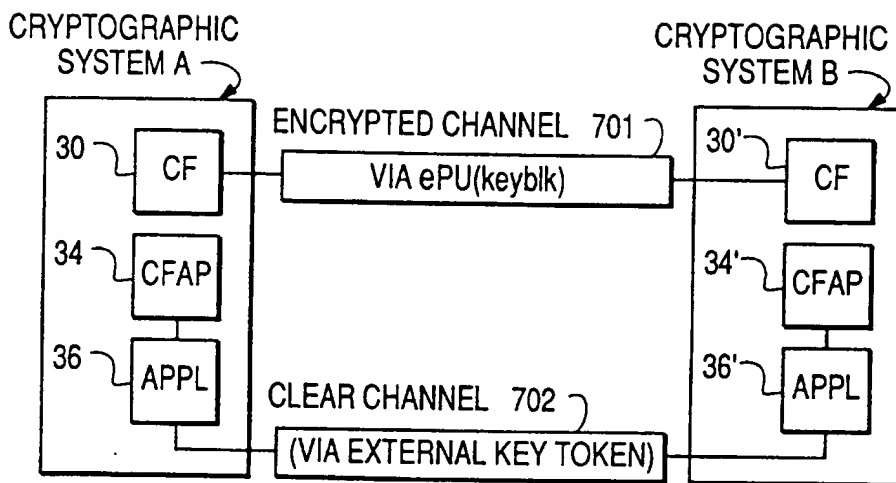 CRYPTOGRAPHIC
SYSTEM A
CRYPTOGRAPHIC
SYSTEM B
ENCRYPTED CHANNEL 701
30
CF
VIA ePU(keyblk)
30'
CF
34
CFAP
34'
CFAP
36
APPL
36'
APPL
CLEAR CHANNEL 702
(VIA EXTERNAL KEY TOKEN)